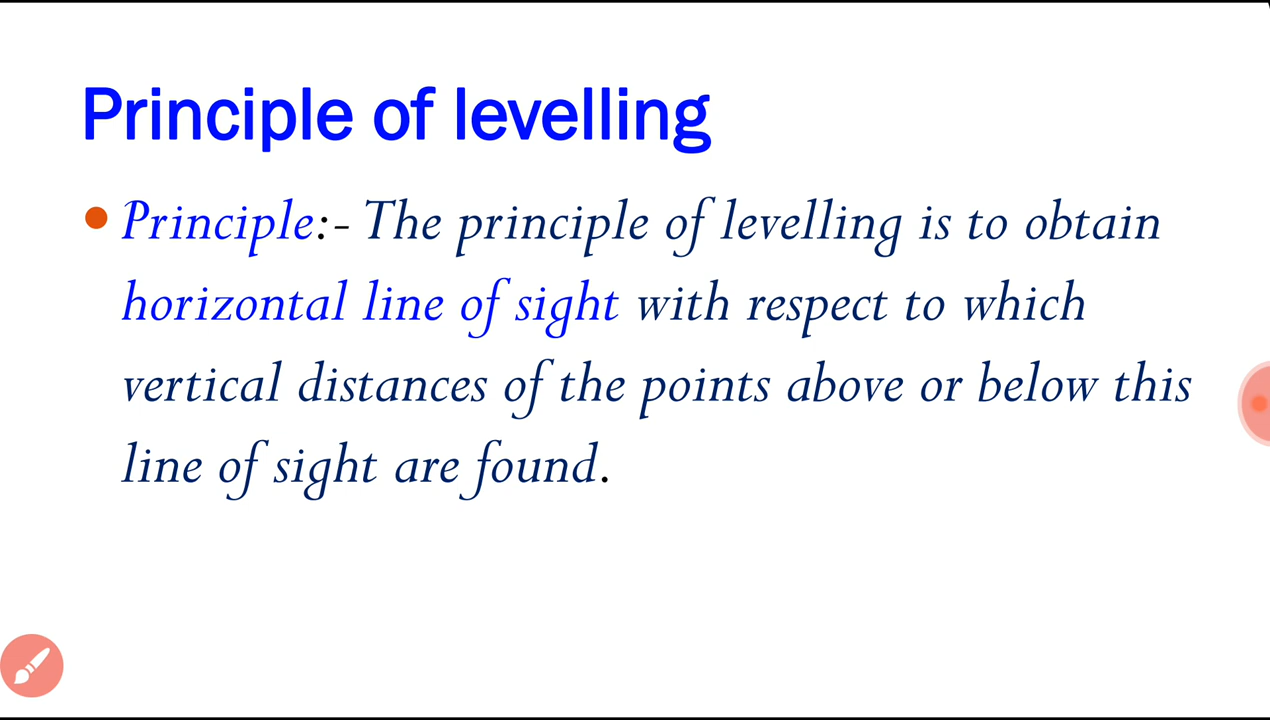 Principle of levelling
Principle:- The principle of levelling is to obtain
horizontal line of sight with respect to which
vertical distances of the points above or below this
line of sight are found.